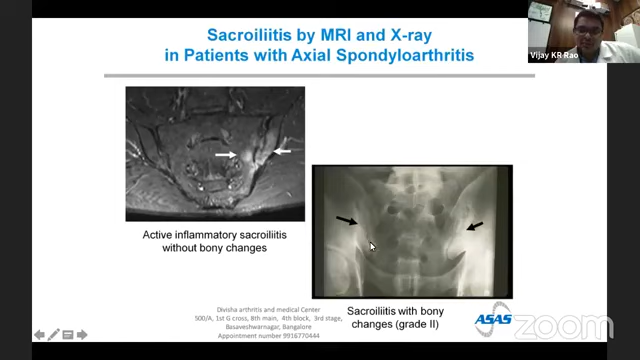 Sacroiliitis by MRI and X-ray
in Patients with Axial Spondyloarthritis
Vijay KR Rao
Active inflammatory sacroiliitis
without bony changes
Sacroiliitis with bony
changes (grade II)
Divisha arthritis and medical Center
500/A, 1st G cross, 8th main, 4th block, 3rd stage,
Basaveshwarnagar, Bangalore
Appointment number 9916770444
ASAS
zoom